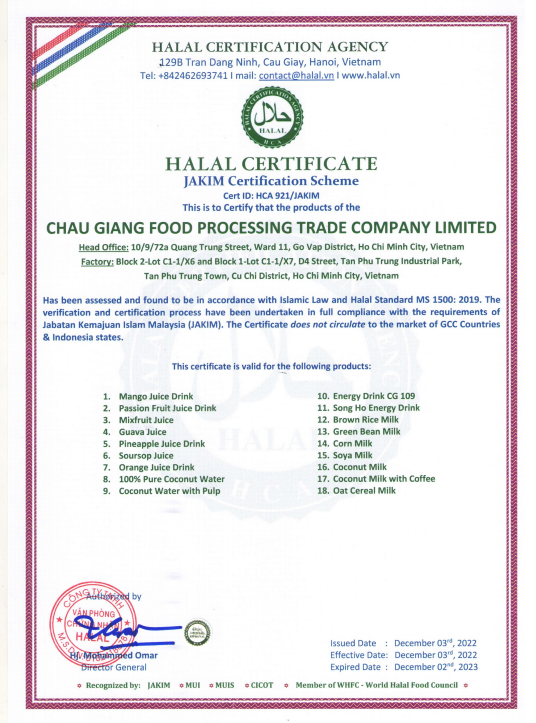 HALAL CERTIFICATION AGENCY
129B Tran Dang Ninh, Cau Giay, Hanoi, Vietnam
Tel: +842462693741 I mail: contact@halal.vn I www.halal.vn
HALAL CERTIFICATION AGENCY
حلال
HALAL
HCA
HALAL CERTIFICATE
JAKIM Certification Scheme
Cert ID: HCA 921/JAKIM
This is to Certify that the products of the
CHAU GIANG FOOD PROCESSING TRADE COMPANY LIMITED
Head Office: 10/9/72a Quang Trung Street, Ward 11, Go Vap District, Ho Chi Minh City, Vietnam
Factory: Block 2-Lot C1-1/X6 and Block 1-Lot C1-1/X7, D4 Street, Tan Phu Trung Industrial Park,
Tan Phu Trung Town, Cu Chi District, Ho Chi Minh City, Vietnam
Has been assessed and found to be in accordance with Islamic Law and Halal Standard MS 1500: 2019. The
verification and certification process have been undertaken in full compliance with the requirements of
Jabatan Kemajuan Islam Malaysia (JAKIM). The Certificate does not circulate to the market of GCC Countries
& Indonesia states.
This certificate is valid for the following products:
1. Mango Juice Drink
2. Passion Fruit Juice Drink
3. Mixfruit Juice
4. Guava Juice
5. Pineapple Juice Drink
6. Soursop Juice
7. Orange Juice Drink
8. 100% Pure Coconut Water
9. Coconut Water with Pulp
10. Energy Drink CG 109
11. Song Ho Energy Drink
12. Brown Rice Milk
13. Green Bean Milk
14. Corn Milk
15. Soya Milk
16. Coconut Milk
17. Coconut Milk with Coffee
18. Oat Cereal Milk
HALAL
HCA
Authorized by
CÔNG TY TNHH
VĂN PHÒNG
CHỨNG NHẬN
HALAL
Hj. Mohammed Omar
Director General
Issued Date : December 03rd, 2022
Effective Date: December 03rd, 2022
Expired Date : December 02nd, 2023
Recognized by: JAKIM MUI MUIS CICOT Member of WHFC - World Halal Food Council